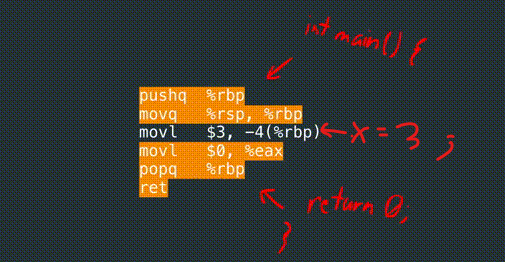 int main() {
pushq %rbp
movq %rsp, %rbp
movl $3, -4(%rbp)
x = 3 ;
movl $0, %eax
popq %rbp
ret
return 0;
}